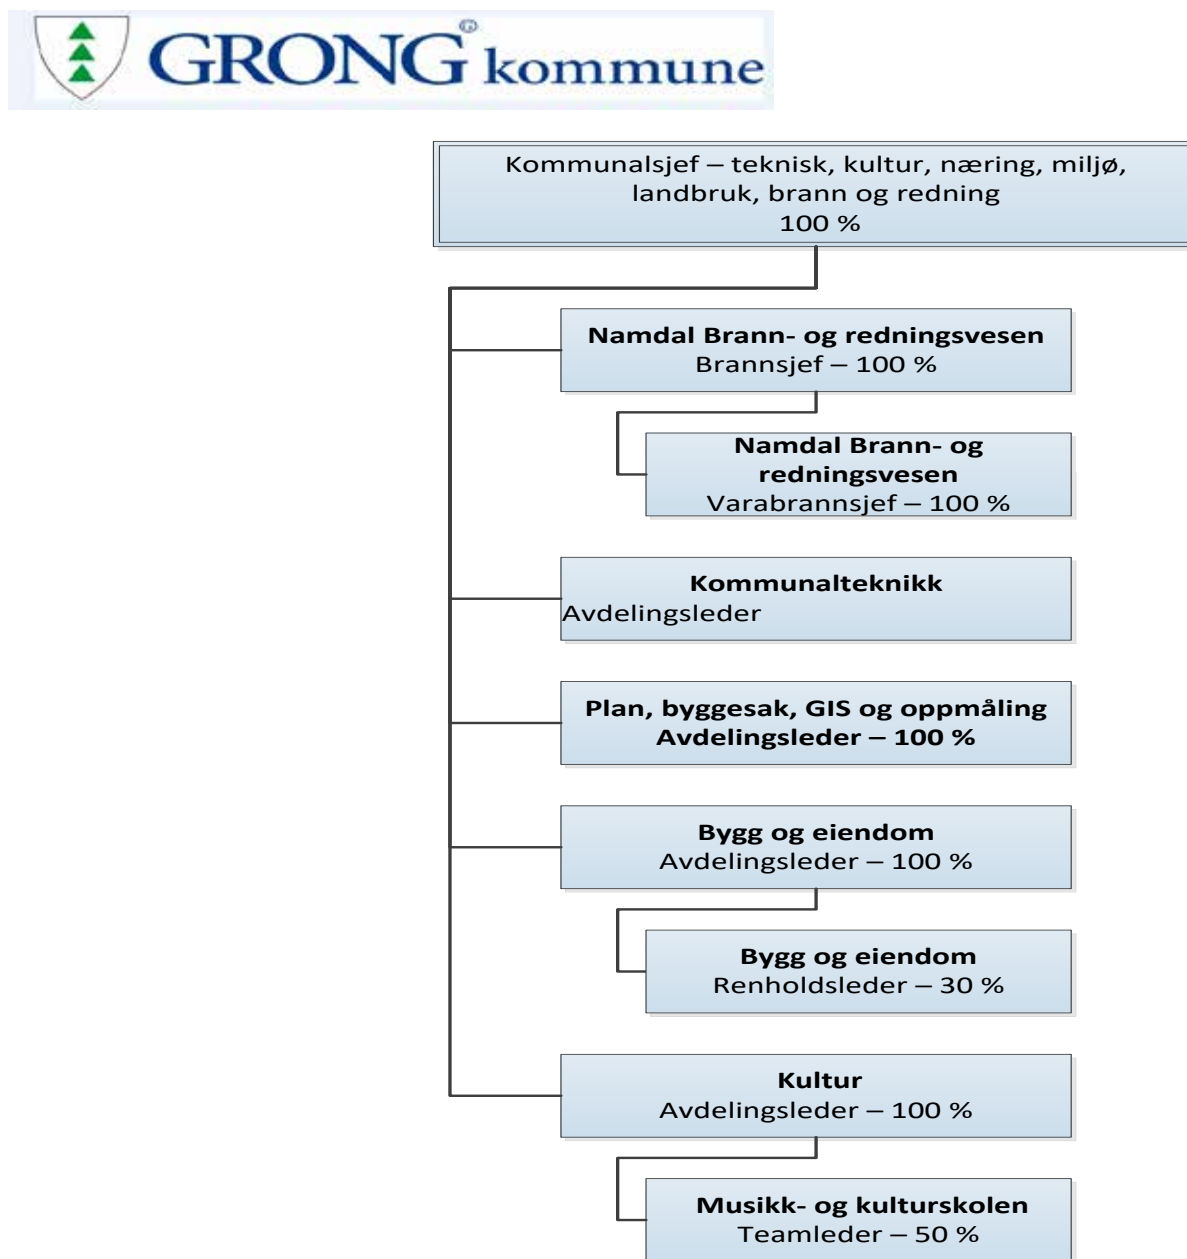 GRONG kommune
Kommunalsjef – teknisk, kultur, næring, miljø,
landbruk, brann og redning
100 %
Namdal Brann- og redningsvesen
Brannsjef – 100 %
Namdal Brann- og
redningsvesen
Varabrannsjef – 100 %
Kommunalteknikk
Avdelingsleder
Plan, byggesak, GIS og oppmåling
Avdelingsleder – 100 %
Bygg og eiendom
Avdelingsleder – 100 %
Bygg og eiendom
Renholdsleder – 30 %
Kultur
Avdelingsleder – 100 %
Musikk- og kulturskolen
Teamleder – 50 %